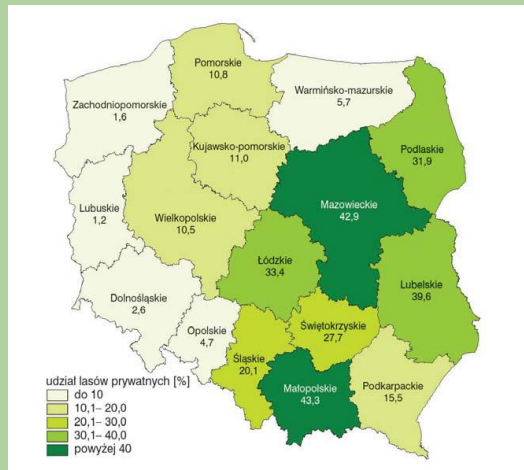 Pomorskie
10,8
Warmińsko-mazurskie
5,7
Zachodniopomorskie
1,6
Kujawsko-pomorskie
11,0
Podlaskie
31,9
Mazowieckie
42,9
Lubuskie
1,2
Wielkopolskie
10,5
Łódzkie
33,4
Lubelskie
39,6
Dolnośląskie
2,6
Opolskie
4,7
Świętokrzyskie
27,7
Śląskie
20,1
Małopolskie
43,3
Podkarpackie
15,5
udział lasów prywatnych [%]
do 10
10,1– 20,0
20,1– 30,0
30,1– 40,0
powyżej 40